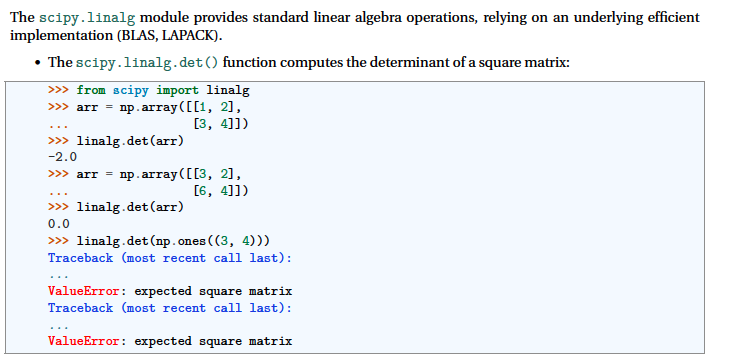 The scipy.linalg module provides standard linear algebra operations, relying on an underlying efficient
implementation (BLAS, LAPACK).
• The scipy.linalg.det() function computes the determinant of a square matrix:
>>> from scipy import linalg
>>> arr = np.array([[1, 2],
...                 [3, 4]])
>>> linalg.det(arr)
-2.0
>>> arr = np.array([[3, 2],
...                 [6, 4]])
>>> linalg.det(arr)
0.0
>>> linalg.det(np.ones((3, 4)))
Traceback (most recent call last):
...
ValueError: expected square matrix
Traceback (most recent call last):
...
ValueError: expected square matrix